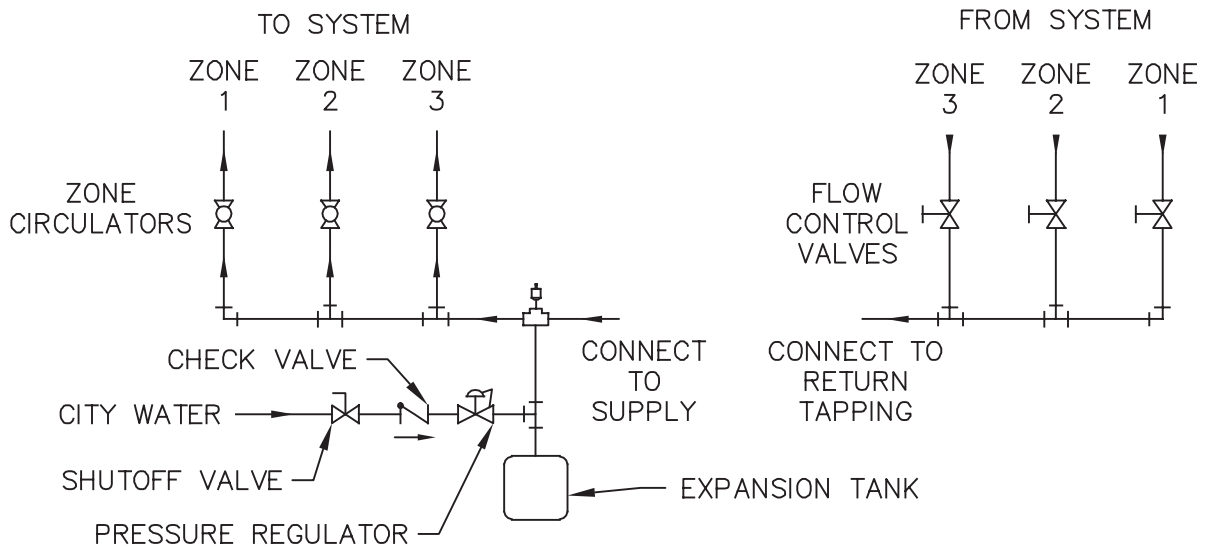 TO SYSTEM
ZONE
1
ZONE
2
ZONE
3
ZONE
CIRCULATORS
CHECK VALVE
CITY WATER
SHUTOFF VALVE
PRESSURE REGULATOR
EXPANSION TANK
CONNECT
TO
SUPPLY
FROM SYSTEM
ZONE
3
ZONE
2
ZONE
1
FLOW
CONTROL
VALVES
CONNECT TO
RETURN
TAPPING